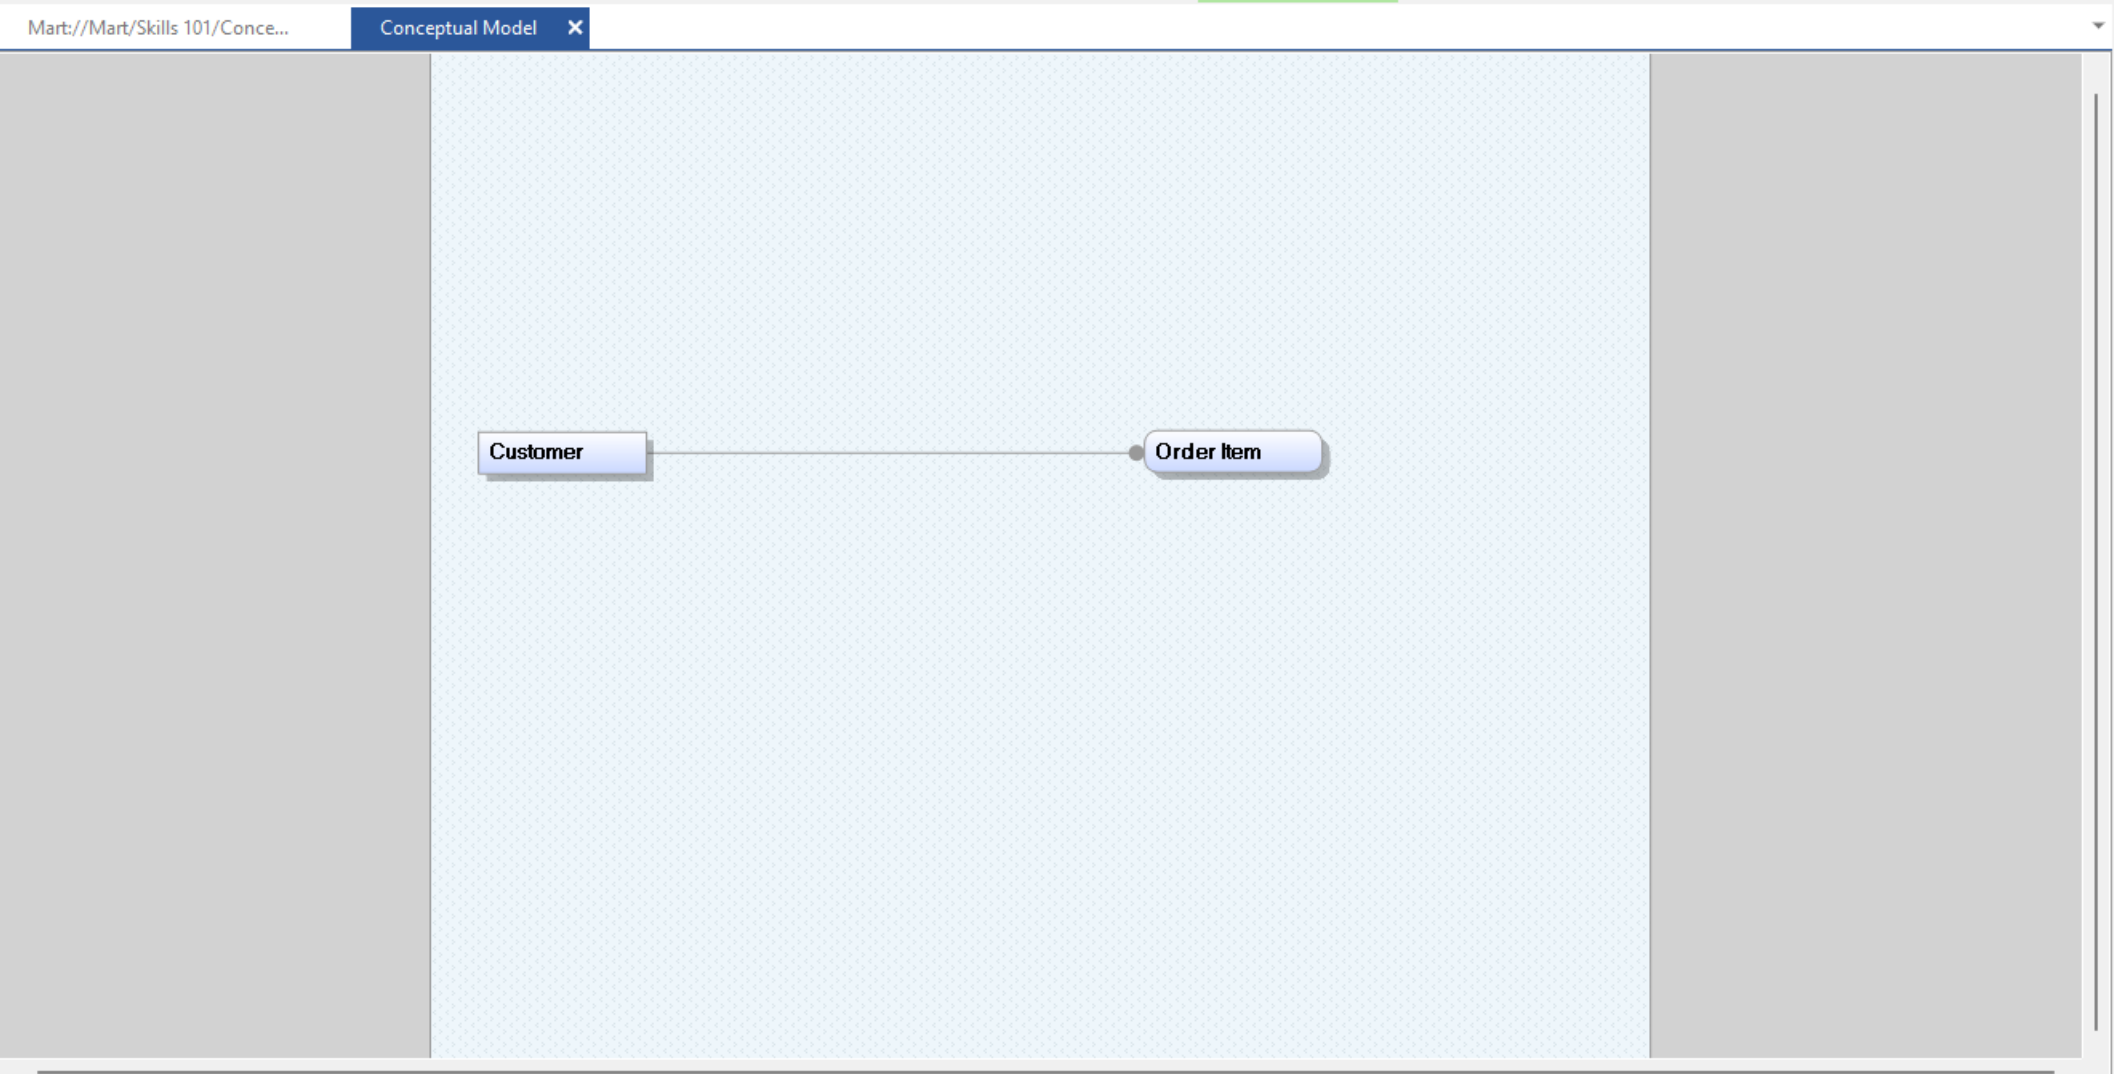 Mart://Mart/Skills 101/Conce...
Conceptual Model
Customer
Order Item